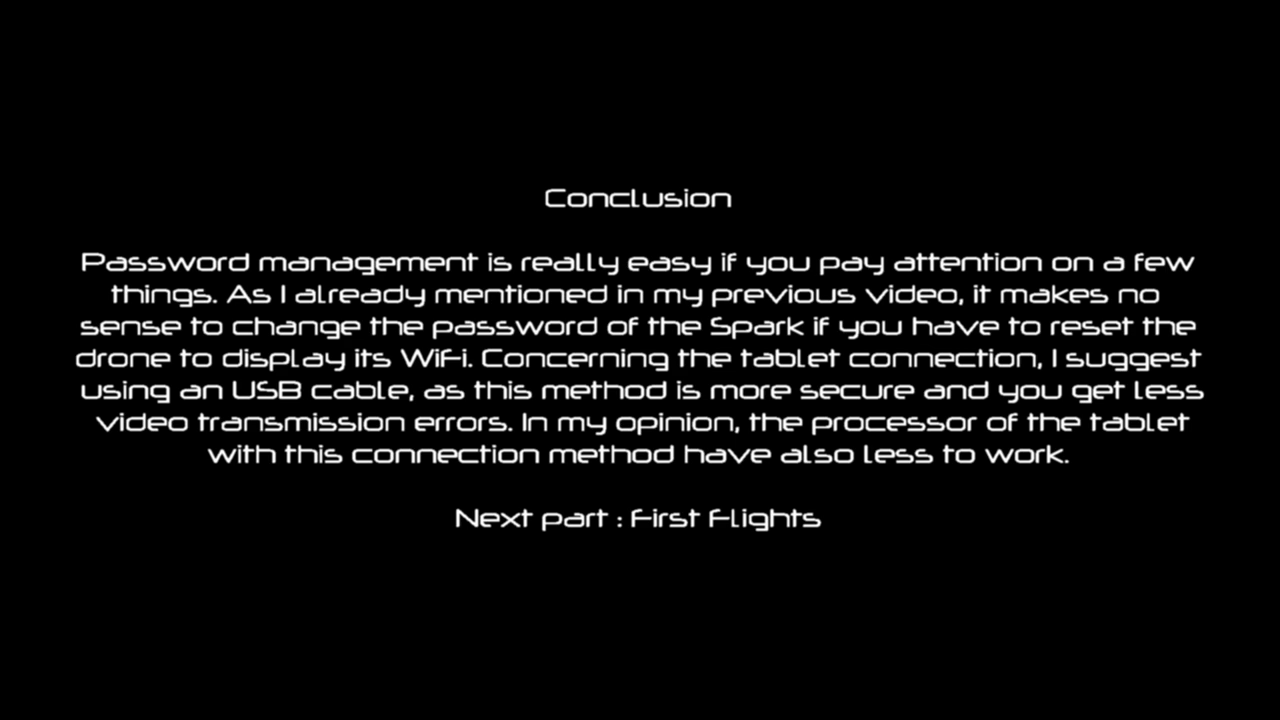 Conclusion
Password management is really easy if you pay attention on a few
things. As I already mentioned in my previous video, it makes no
sense to change the password of the Spark if you have to reset the
drone to display its WiFi. Concerning the tablet connection, I suggest
using an USB cable, as this method is more secure and you get less
video transmission errors. In my opinion, the processor of the tablet
with this connection method have also less to work.
Next part : First Flights